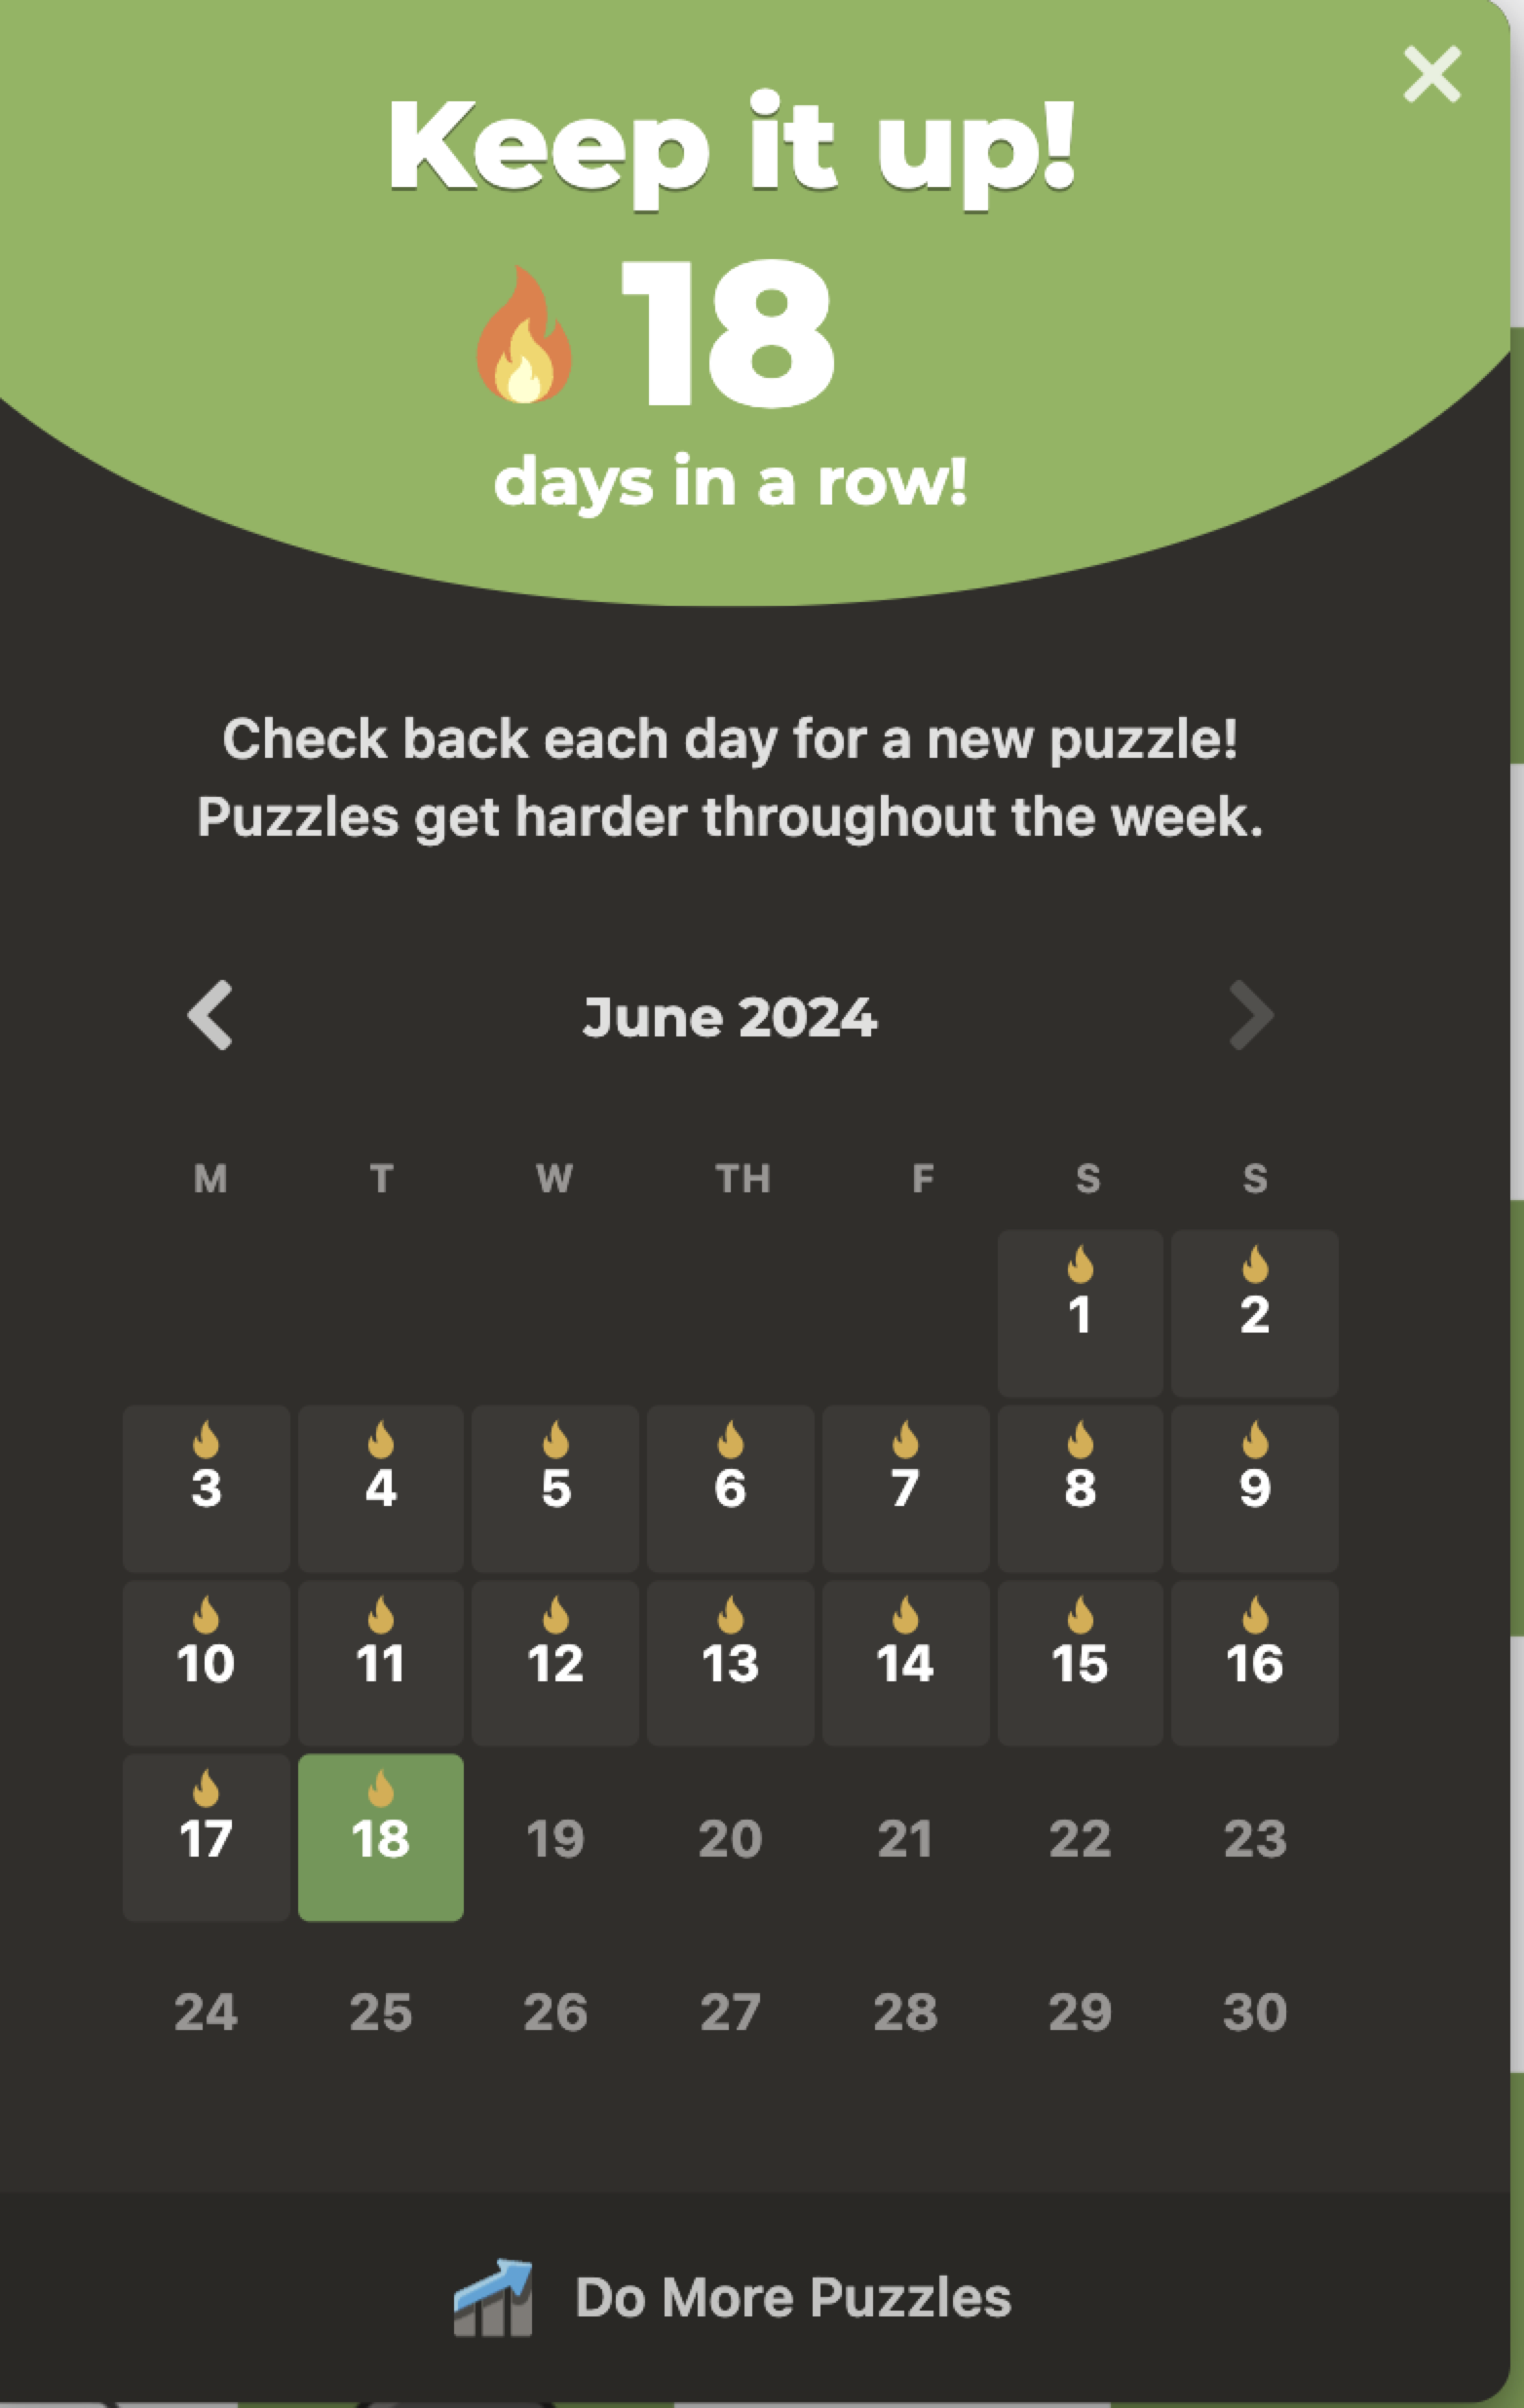 Keep it up!
18
days in a row!
Check back each day for a new puzzle!
Puzzles get harder throughout the week.
June 2024
M T W TH F S S
1 2
3 4 5 6 7 8 9
10 11 12 13 14 15 16
17 18 19 20 21 22 23
24 25 26 27 28 29 30
Do More Puzzles